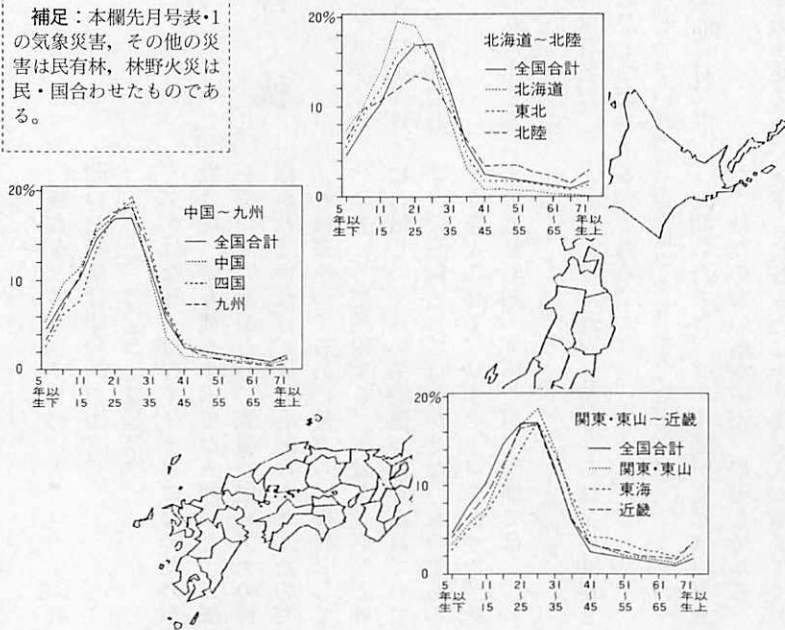 補足：本欄先月号表・1
の気象災害，その他の災
害は民有林，林野火災は
民・国合わせたものであ
る。
20%
10
0
北海道～北陸
全国合計
北海道
東北
北陸
5年生以下
11～15
21～25
31～35
41～45
51～55
61～65
71年生以上
20%
10
0
中国～九州
全国合計
中国
四国
九州
5年生以下
11～15
21～25
31～35
41～45
51～55
61～65
71年生以上
20%
10
0
関東・東山～近畿
全国合計
関東・東山
東海
近畿
5年生以下
11～15
21～25
31～35
41～45
51～55
61～65
71年生以上